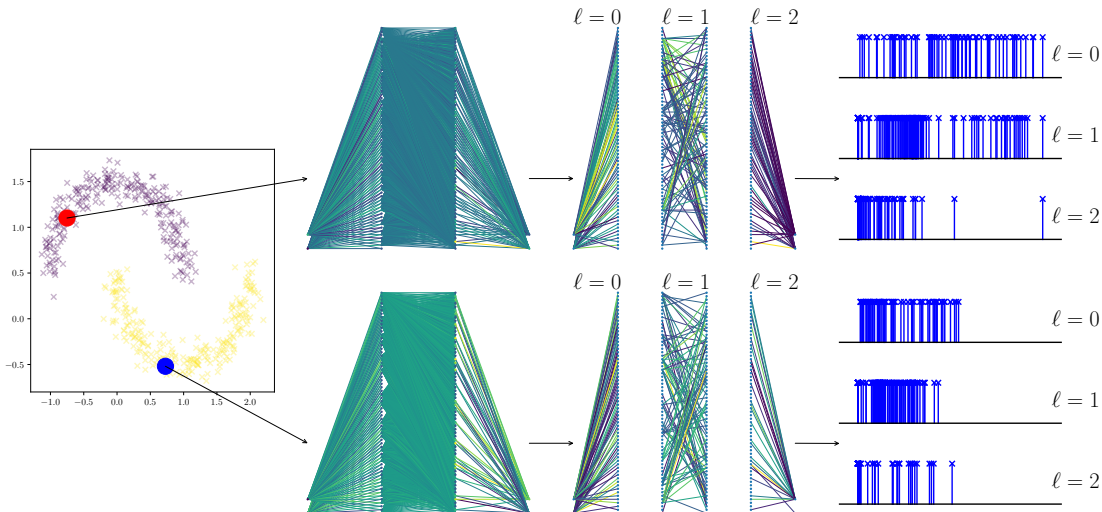 ℓ = 0 ℓ = 1 ℓ = 2
ℓ = 0
ℓ = 1
ℓ = 2
1.5
1.0
0.5
0.0
−0.5
−1.0 −0.5 0.0 0.5 1.0 1.5 2.0
ℓ = 0 ℓ = 1 ℓ = 2
ℓ = 0
ℓ = 1
ℓ = 2